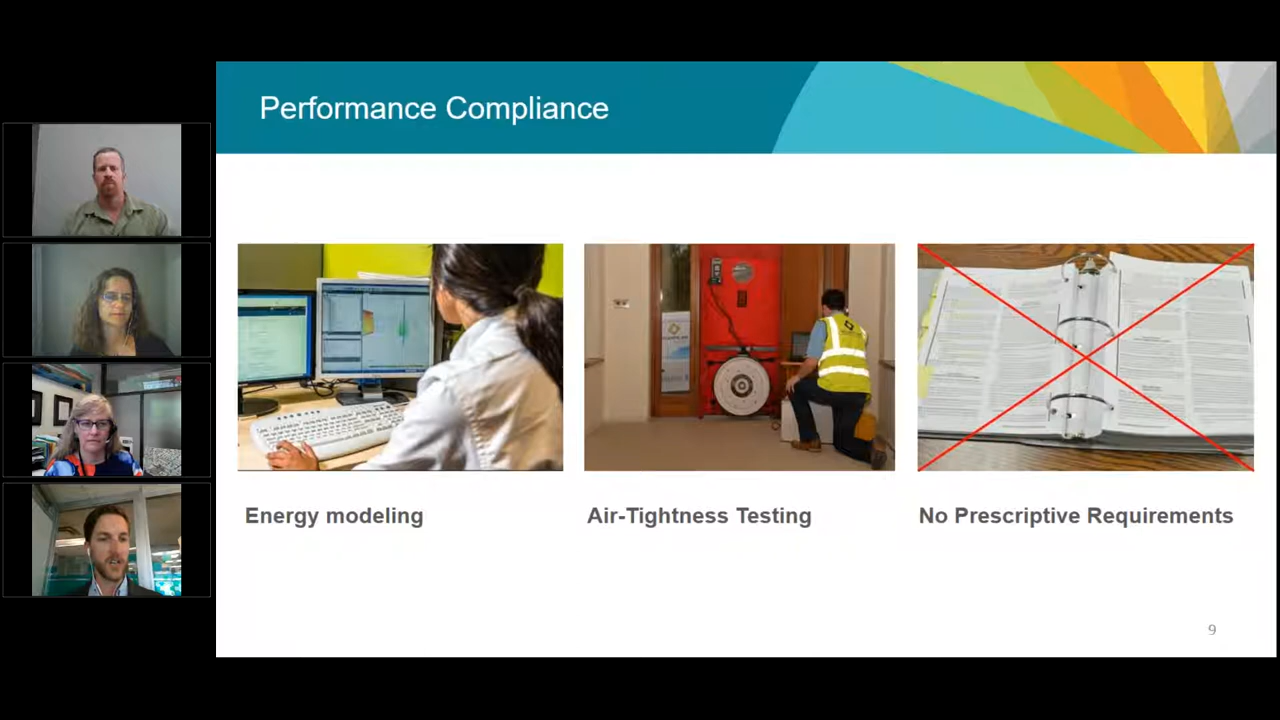 Performance Compliance
Energy modeling
Air-Tightness Testing
No Prescriptive Requirements
9